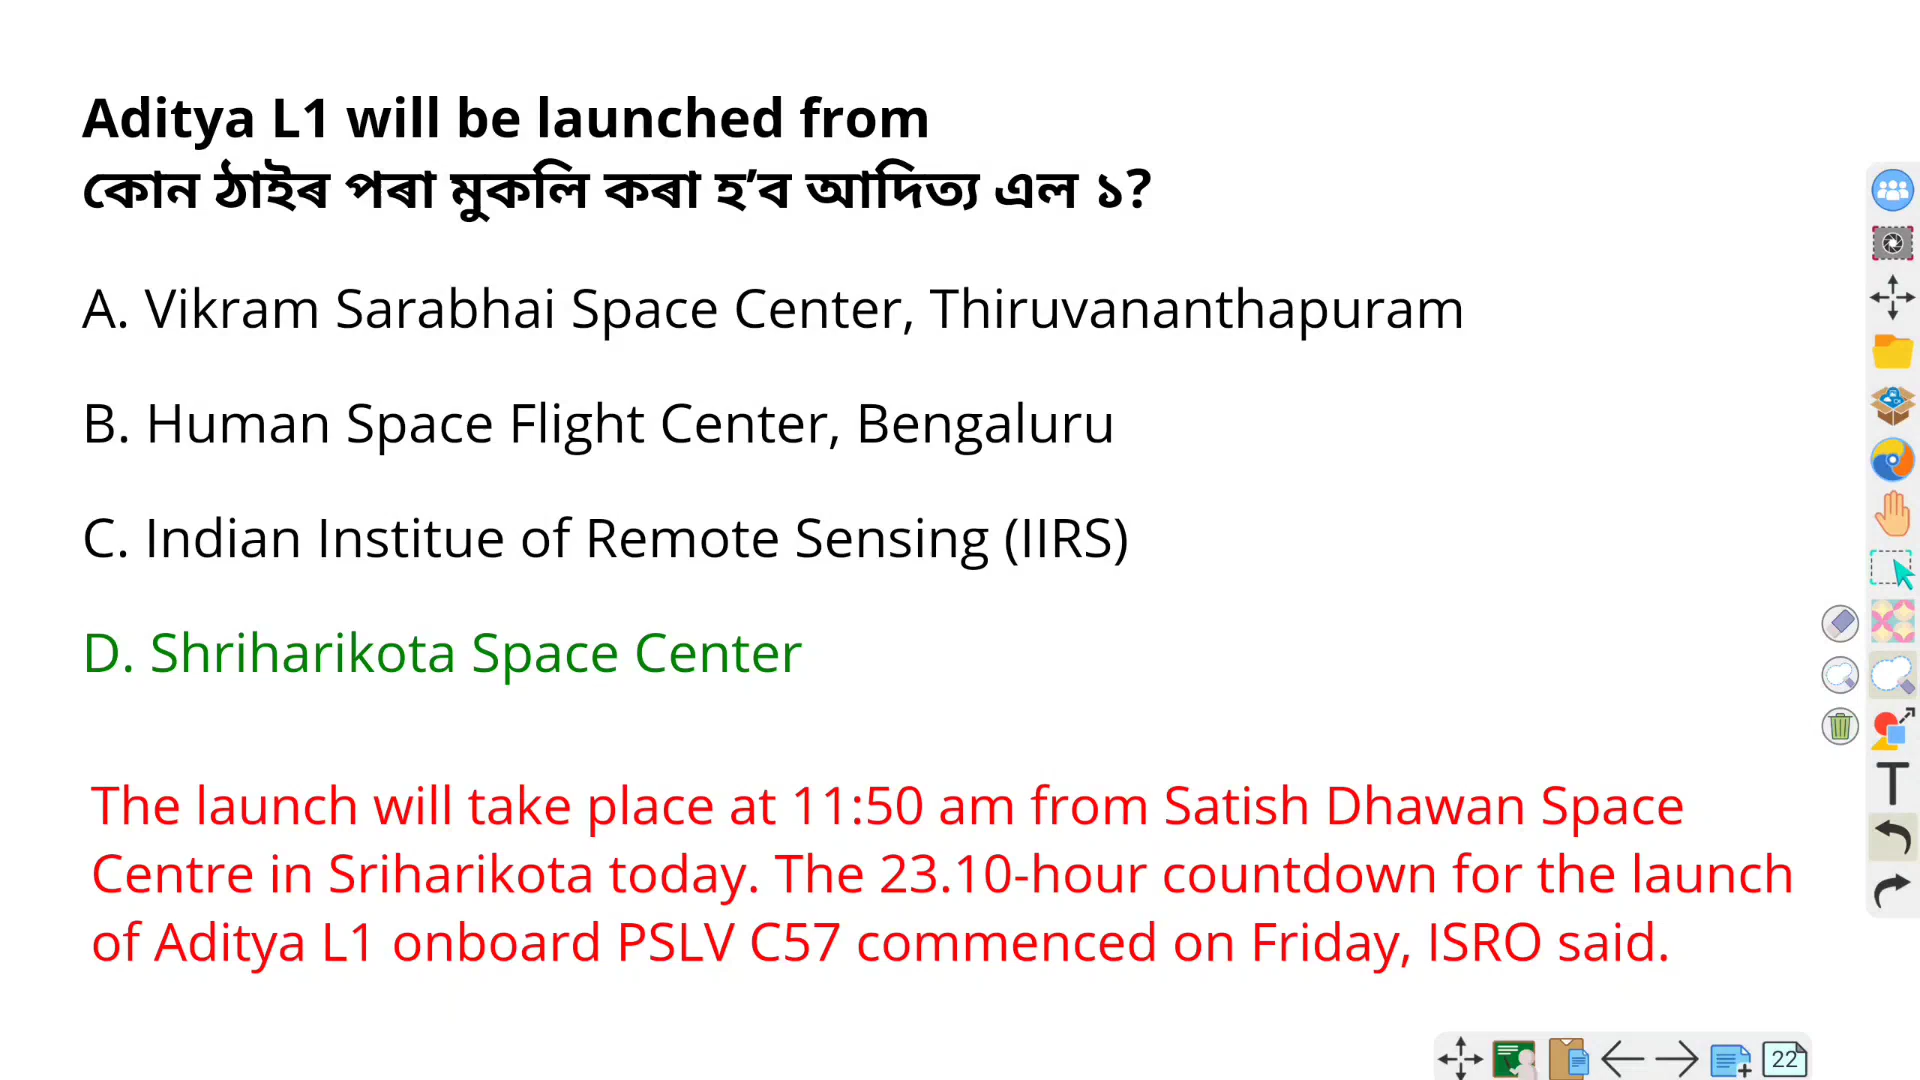 Aditya L1 will be launched from
কোন ঠাইৰ পৰা মুকলি কৰা হ’ব আদিত্য এল ১?
A. Vikram Sarabhai Space Center, Thiruvananthapuram
B. Human Space Flight Center, Bengaluru
C. Indian Institue of Remote Sensing (IIRS)
D. Shriharikota Space Center
The launch will take place at 11:50 am from Satish Dhawan Space
Centre in Sriharikota today. The 23.10-hour countdown for the launch
of Aditya L1 onboard PSLV C57 commenced on Friday, ISRO said.
T
22